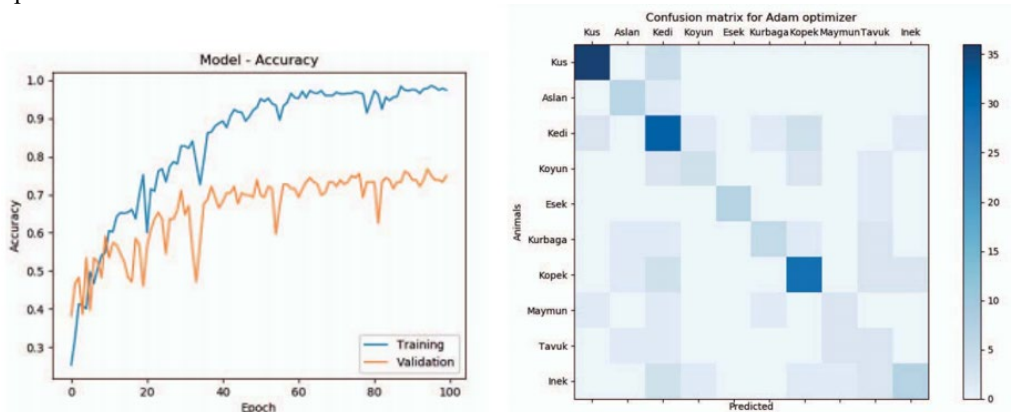 Model - Accuracy
1.0
0.9
0.8
0.7
0.6
0.5
0.4
0.3
Accuracy
0 20 40 60 80 100
Epoch
Training
Validation
Confusion matrix for Adam optimizer
Kus Aslan Kedi Koyun Esek Kurbaga Kopek Maymun Tavuk Inek
Kus
Aslan
Kedi
Koyun
Esek
Kurbaga
Kopek
Maymun
Tavuk
Inek
Animals
Predicted
35
30
25
20
15
10
5
0